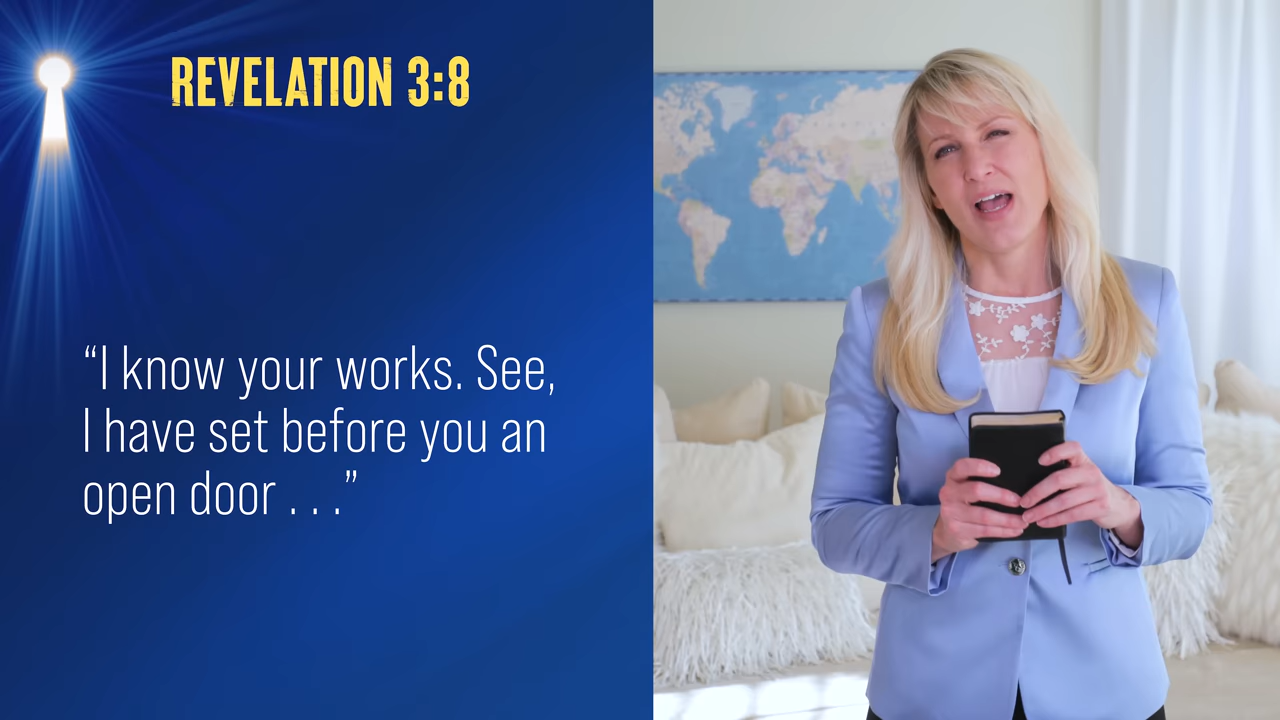 REVELATION 3:8
“I know your works. See,
I have set before you an
open door . . .”